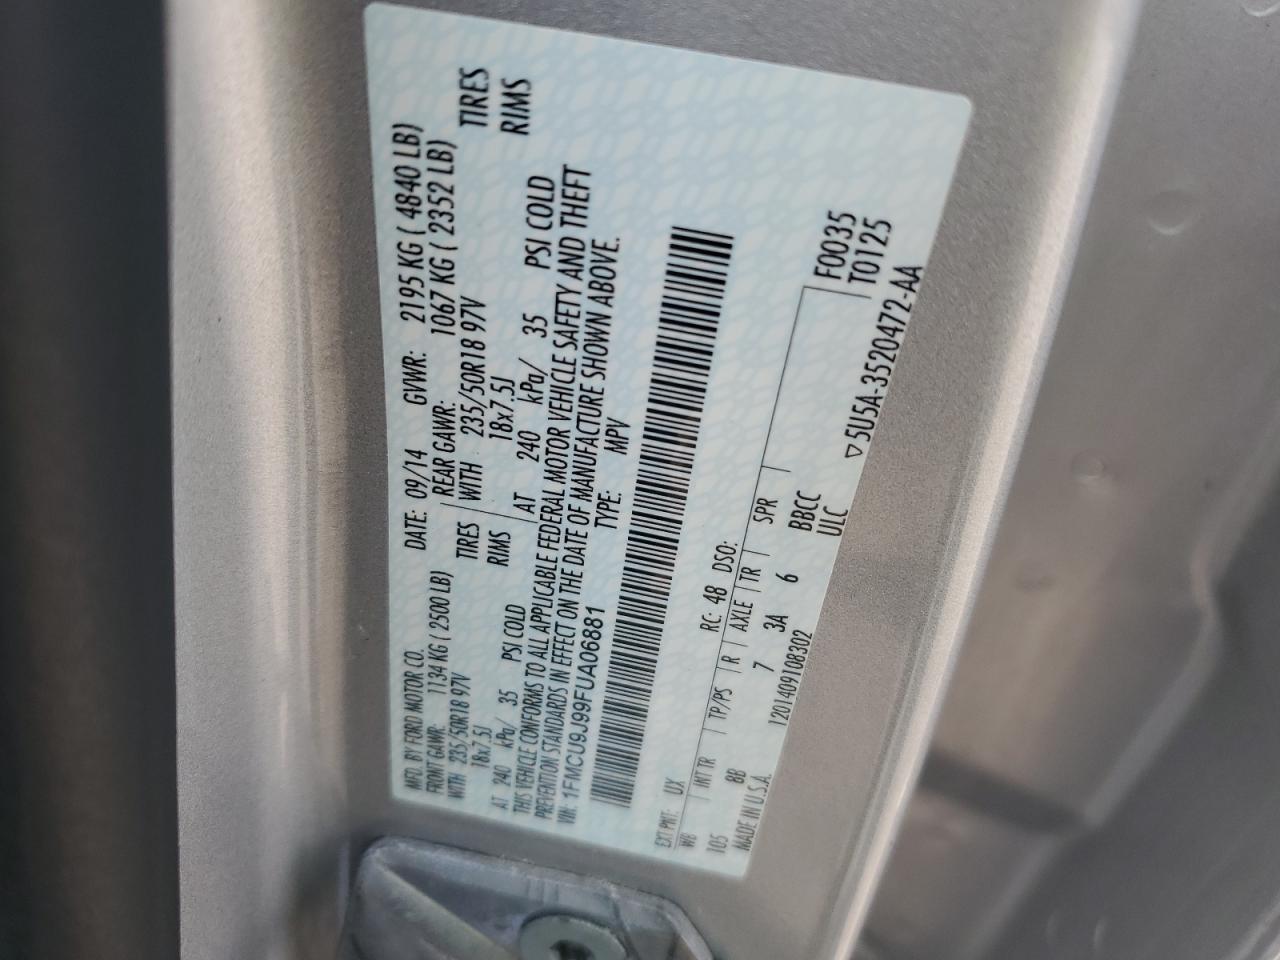 MFD. BY FORD MOTOR CO.
DATE: 09/14 GVWR: 2195 KG ( 4840 LB)
FRONT GAWR: 1134 KG ( 2500 LB)
REAR GAWR: 1067 KG ( 2352 LB)
WITH 235/50R18 97V TIRES
WITH 235/50R18 97V TIRES
18x7.5J RIMS
18x7.5J RIMS
AT 240 kPa/ 35 PSI COLD
AT 240 kPa/ 35 PSI COLD
THIS VEHICLE CONFORMS TO ALL APPLICABLE FEDERAL MOTOR VEHICLE SAFETY AND THEFT
PREVENTION STANDARDS IN EFFECT ON THE DATE OF MANUFACTURE SHOWN ABOVE.
VIN: 1FMCU9J99FUA06881 TYPE: MPV
EXT PNT: UX RC: 48 DSO:
WB INT TR TP/PS R AXLE TR SPR F0035
105 8B 7 3A 6 BBCC T0125
MADE IN U.S.A. 1201409108302 ULC
▽5U5A-3520472-AA